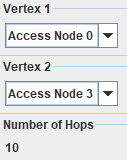 Vertex 1
Access Node 0
Vertex 2
Access Node 3
Number of Hops
10